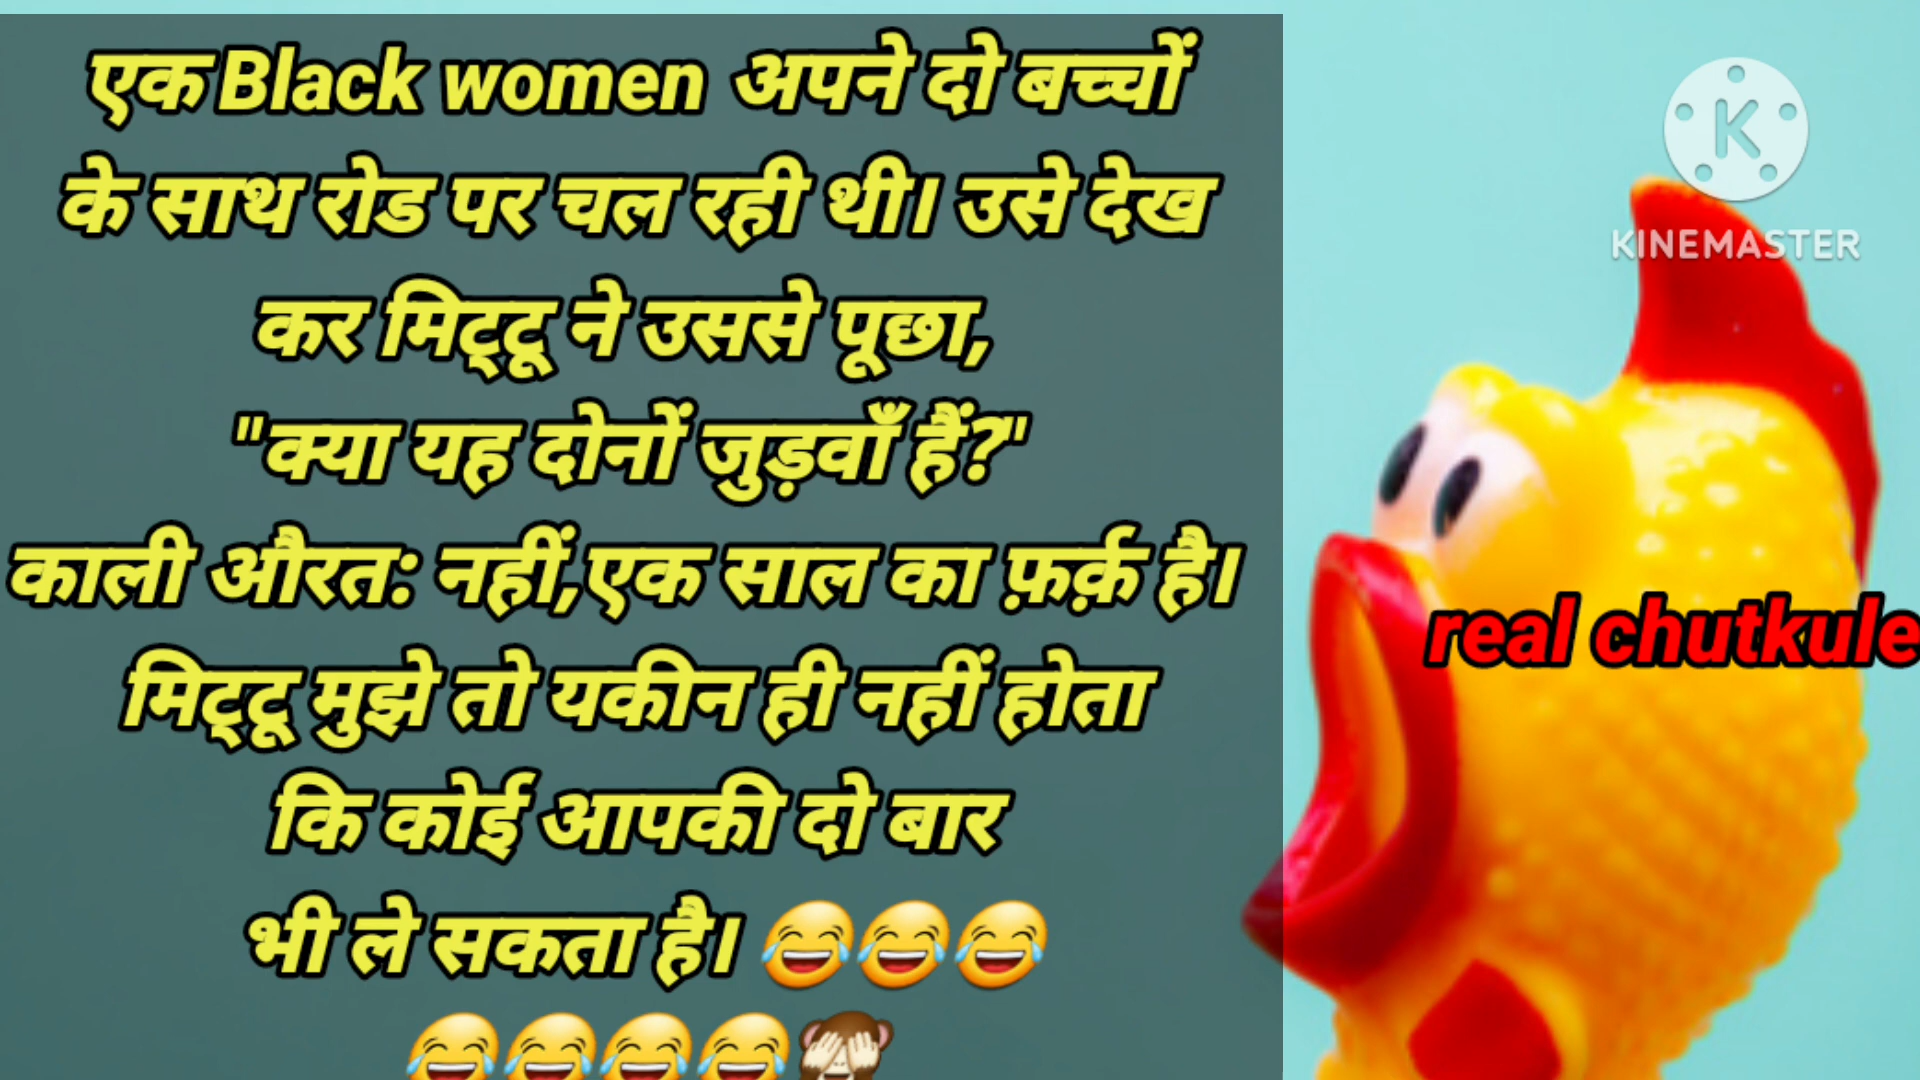 एक Black women अपने दो बच्चों
के साथ रोड पर चल रही थी। उसे देख
कर मिट्टू ने उससे पूछा,
"क्या यह दोनों जुड़वाँ हैं?"
काली औरत: नहीं,एक साल का फ़र्क़ है।
मिट्टू मुझे तो यकीन ही नहीं होता
कि कोई आपकी दो बार
भी ले सकता है। 😂😂😂
😂😂😂😂🙈
K
KINEMASTER
real chutkule